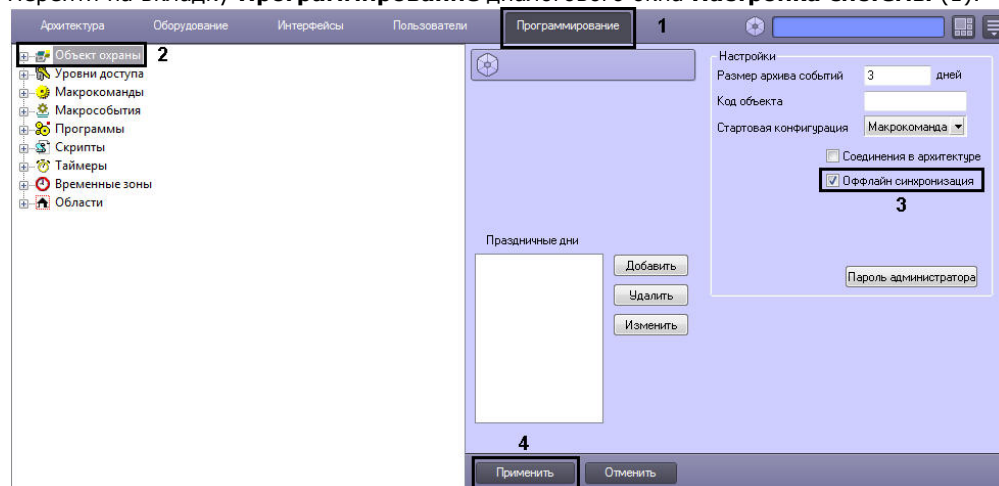 Перейти на вкладку Программирование диалогового окна Настройка системы (1).
Архитектура Оборудование Интерфейсы Пользователи Программирование 1
Объект охраны 2
Уровни доступа
Макрокоманды
Макрособытия
Программы
Скрипты
Таймеры
Временные зоны
Области
Настройки
Размер архива событий 3 дней
Код объекта
Стартовая конфигурация Макрокоманда
Соединения в архитектуре
Оффлайн синхронизация
3
Пароль администратора
Праздничные дни
Добавить
Удалить
Изменить
4
Применить Отменить